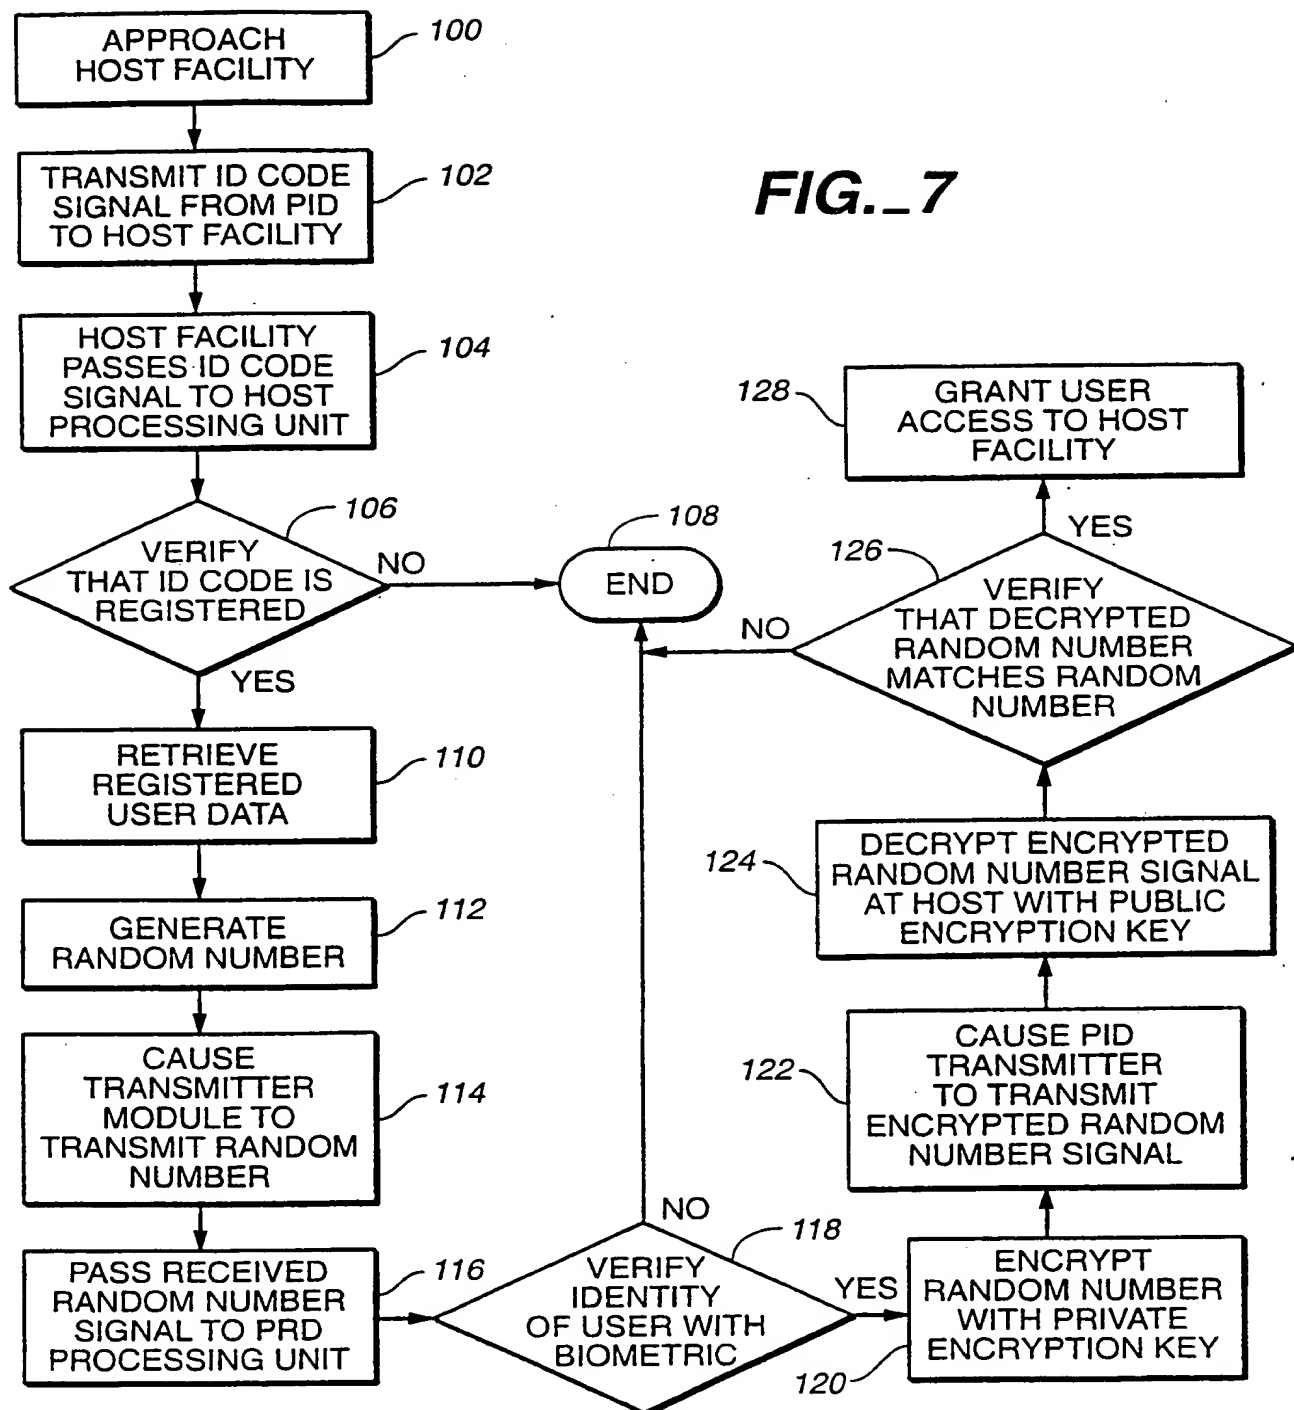 APPROACH
HOST FACILITY
100
TRANSMIT ID CODE
SIGNAL FROM PID
TO HOST FACILITY
102
FIG._7
HOST FACILITY
PASSES ID CODE
SIGNAL TO HOST
PROCESSING UNIT
104
VERIFY
THAT ID CODE IS
REGISTERED
106
NO
YES
END
108
RETRIEVE
REGISTERED
USER DATA
110
GENERATE
RANDOM NUMBER
112
CAUSE
TRANSMITTER
MODULE TO
TRANSMIT RANDOM
NUMBER
114
PASS RECEIVED
RANDOM NUMBER
SIGNAL TO PRD
PROCESSING UNIT
116
VERIFY
IDENTITY
OF USER WITH
BIOMETRIC
118
NO
YES
ENCRYPT
RANDOM NUMBER
WITH PRIVATE
ENCRYPTION KEY
120
CAUSE PID
TRANSMITTER
TO TRANSMIT
ENCRYPTED RANDOM
NUMBER SIGNAL
122
DECRYPT ENCRYPTED
RANDOM NUMBER SIGNAL
AT HOST WITH PUBLIC
ENCRYPTION KEY
124
VERIFY
THAT DECRYPTED
RANDOM NUMBER
MATCHES RANDOM
NUMBER
126
NO
YES
GRANT USER
ACCESS TO HOST
FACILITY
128